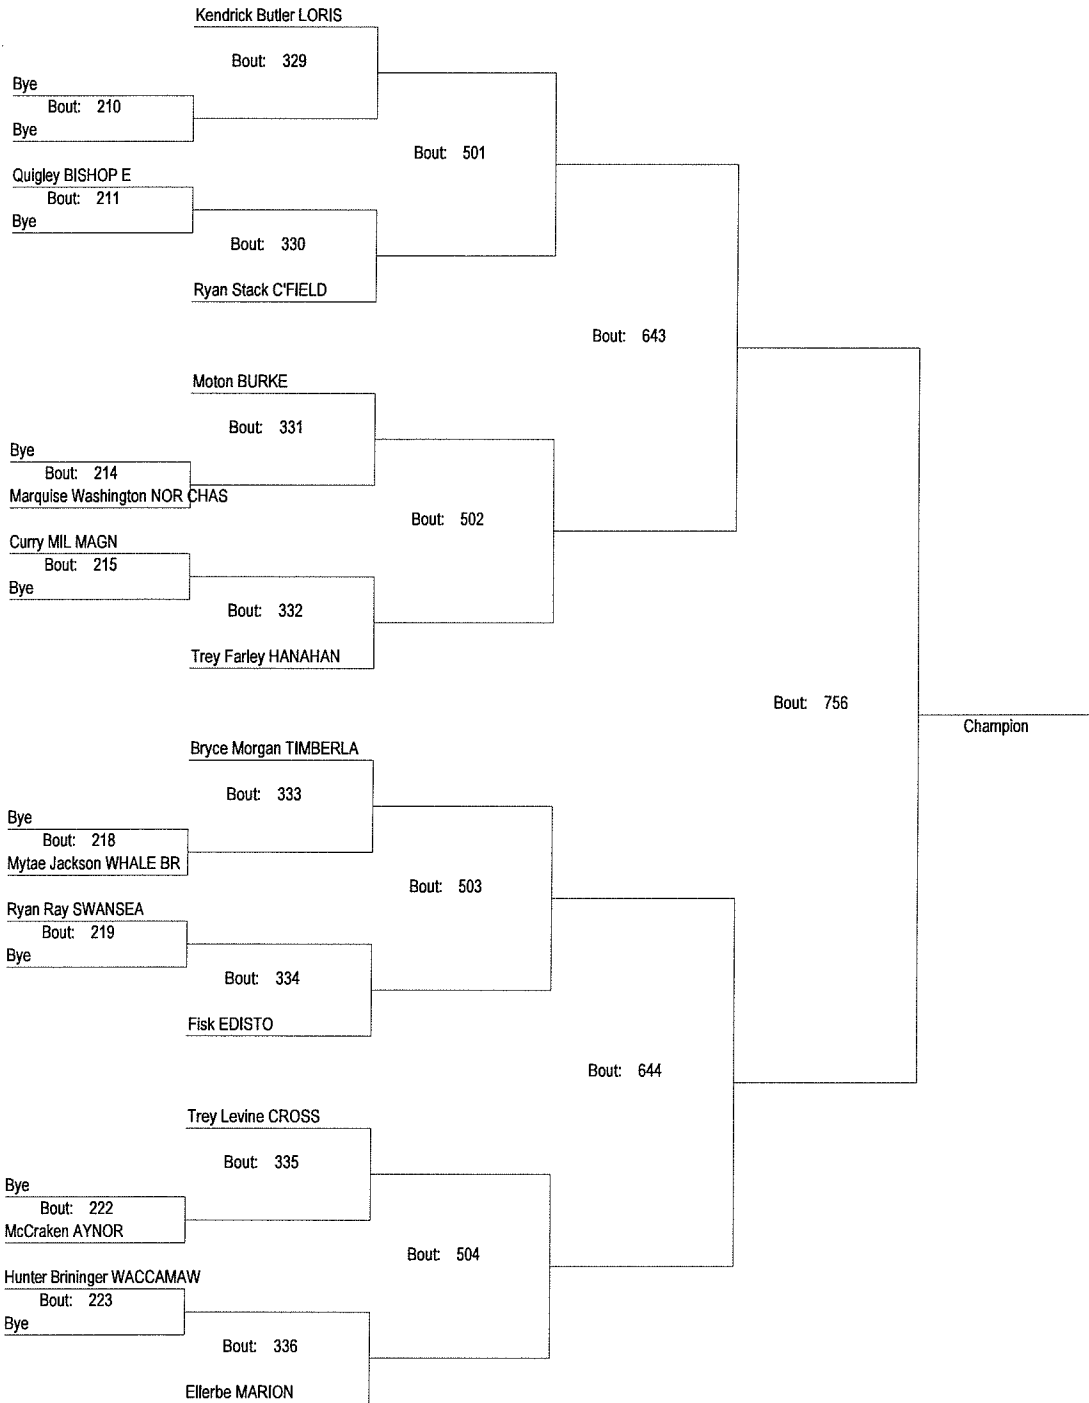 Kendrick Butler LORIS
Bout: 329
Bye
Bout: 210
Bye
Bout: 501
Quigley BISHOP E
Bout: 211
Bye
Bout: 330
Ryan Stack C'FIELD
Bout: 643
Moton BURKE
Bout: 331
Bye
Bout: 214
Marquise Washington NOR CHAS
Bout: 502
Curry MIL MAGN
Bout: 215
Bye
Bout: 332
Trey Farley HANAHAN
Bout: 756
Champion
Bryce Morgan TIMBERLA
Bout: 333
Bye
Bout: 218
Mytae Jackson WHALE BR
Bout: 503
Ryan Ray SWANSEA
Bout: 219
Bye
Bout: 334
Fisk EDISTO
Bout: 644
Trey Levine CROSS
Bout: 335
Bye
Bout: 222
McCraken AYNOR
Bout: 504
Hunter Brininger WACCAMAW
Bout: 223
Bye
Bout: 336
Ellerbe MARION